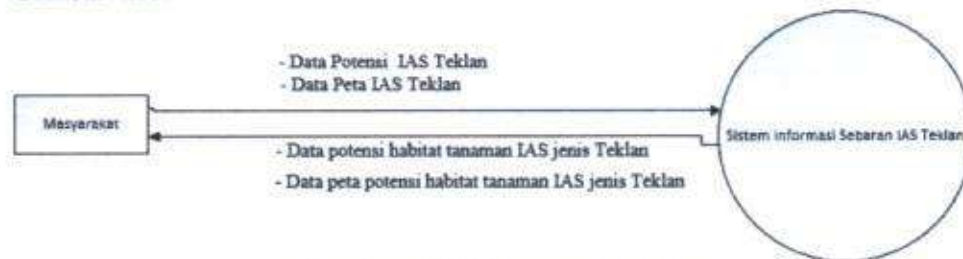 - Data Potensi IAS Teklan
- Data Peta IAS Teklan
Masyarakat
Sistem Informasi Sebaran IAS Teklan
- Data potensi habitat tanaman IAS jenis Teklan
- Data peta potensi habitat tanaman IAS jenis Teklan